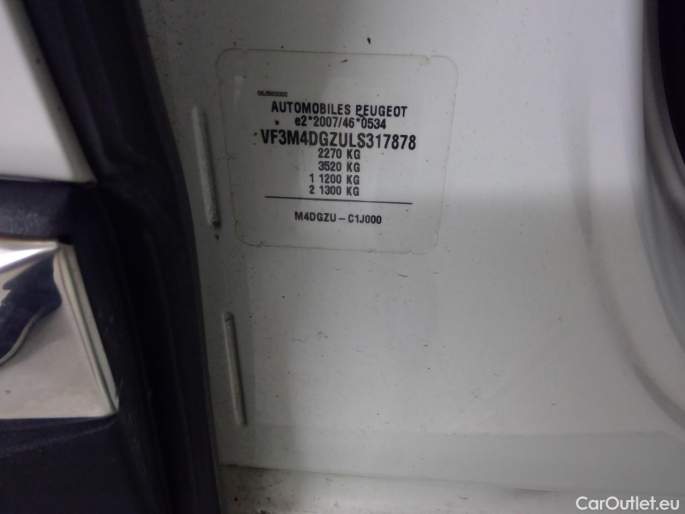 AUTOMOBILES PEUGEOT
e2*2007/46*0534
VF3M4DGZULS317878
2270 KG
3520 KG
1 1200 KG
2 1300 KG
M4DGZU-C1J000
CarOutlet.eu